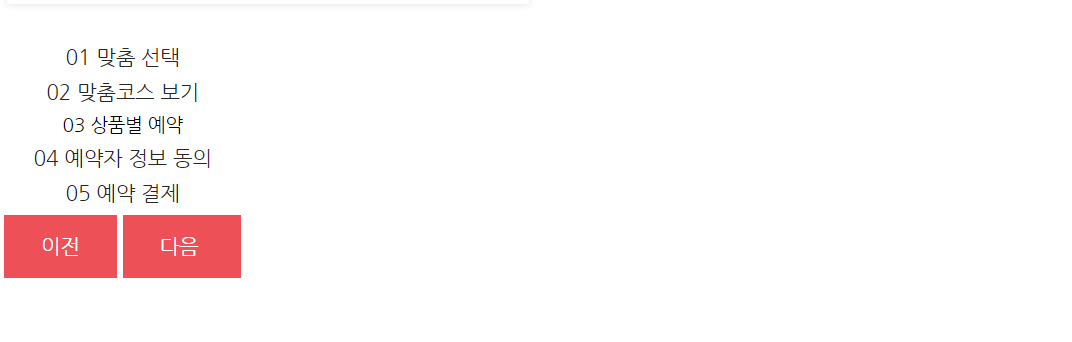 01 맞춤 선택
02 맞춤코스 보기
03 상품별 예약
04 예약자 정보 동의
05 예약 결제
이전 다음